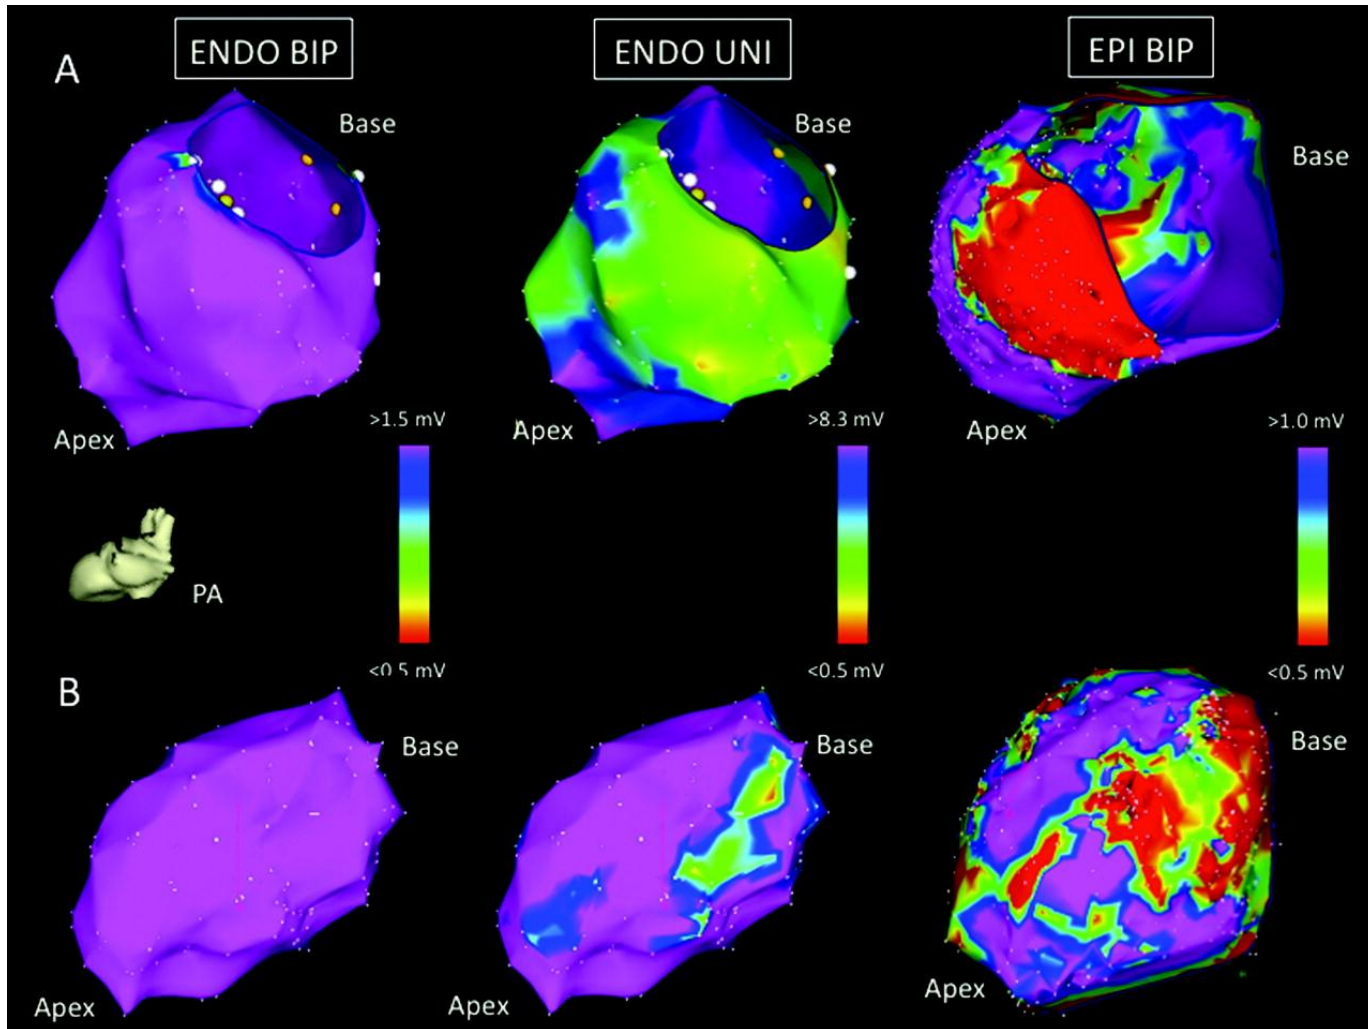 A
ENDO BIP
ENDO UNI
EPI BIP
Base
Base
Base
Apex
Apex
Apex
>1.5 mV
>8.3 mV
>1.0 mV
PA
<0.5 mV
<0.5 mV
<0.5 mV
B
Base
Base
Base
Apex
Apex
Apex